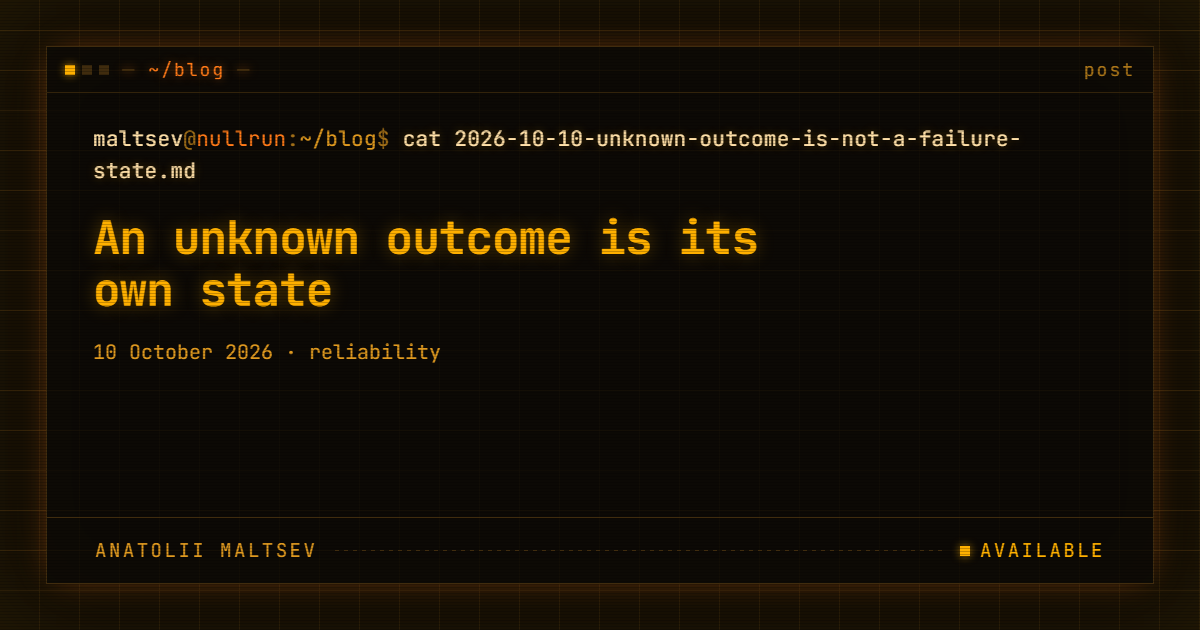 — ~/blog — post
maltsev@nullrun:~/blog$ cat 2026-10-10-unknown-outcome-is-not-a-failure-
state.md
An unknown outcome is its
own state
10 October 2026 · reliability
ANATOLII MALTSEV AVAILABLE